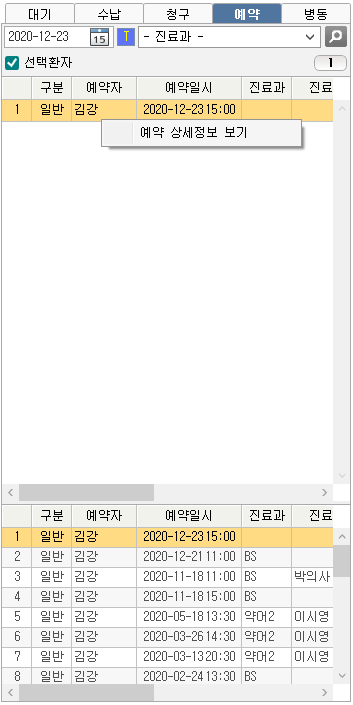 대기 수납 청구 예약 병동
2020-12-23 15 T - 진료과 -
선택환자 1
구분 예약자 예약일시 진료과 진료
1 일반 김강 2020-12-23 15:00
예약 상세정보 보기
구분 예약자 예약일시 진료과 진료
1 일반 김강 2020-12-23 15:00
2 일반 김강 2020-12-21 11:00 BS
3 일반 김강 2020-11-18 11:00 BS 박의사
4 일반 김강 2020-11-18 15:00 BS
5 일반 김강 2020-05-18 13:30 약어2 이시영
6 일반 김강 2020-03-26 14:30 약어2 이시영
7 일반 김강 2020-03-13 20:30 약어2 이시영
8 일반 김강 2020-02-24 13:30 BS